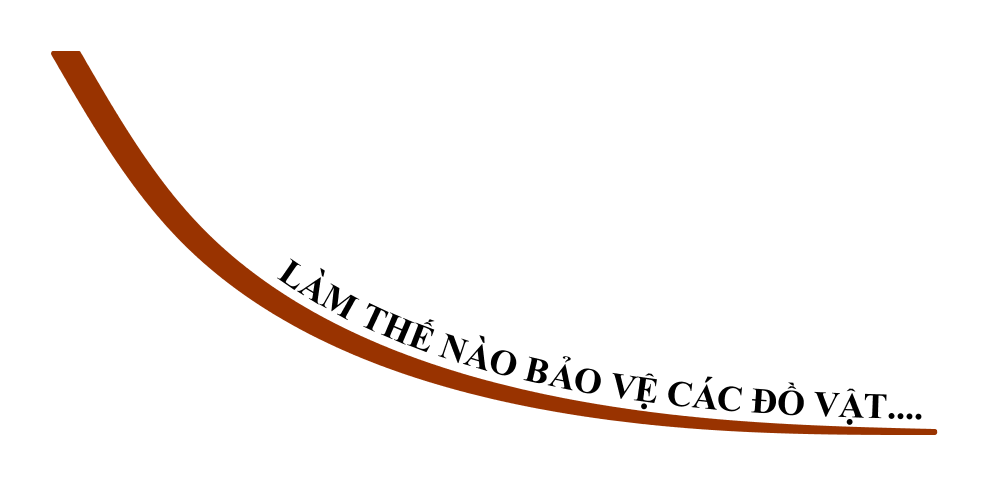 LÀM THẾ NÀO BẢO VỆ CÁC ĐỒ VẬT....